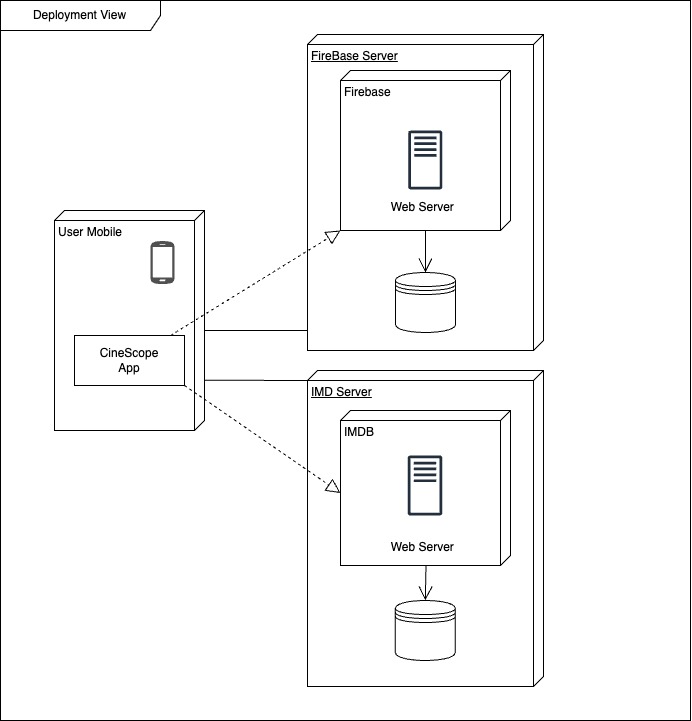 Deployment View
FireBase Server
Firebase
Web Server
User Mobile
CineScope
App
IMD Server
IMDB
Web Server